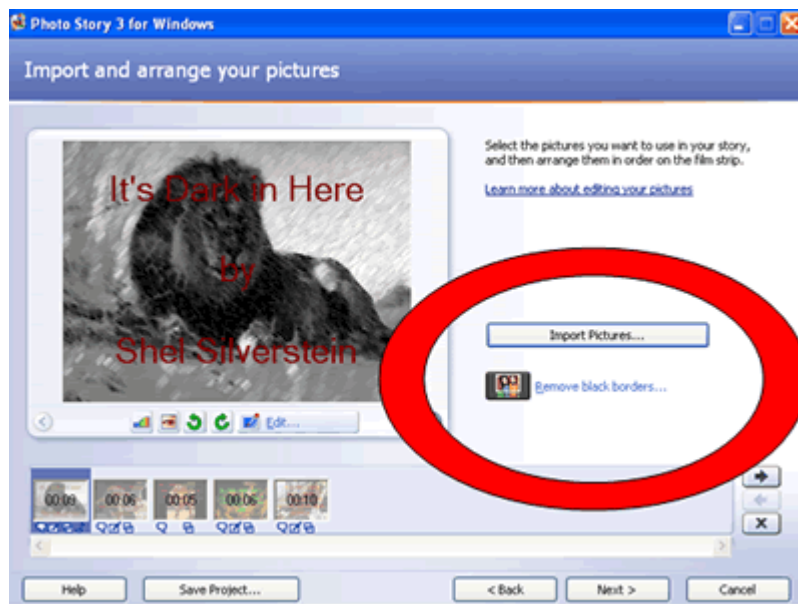 Photo Story 3 for Windows
Import and arrange your pictures
It's Dark in Here
by
Shel Silverstein
Select the pictures you want to use in your story,
and then arrange them in order on the film strip.
Learn more about editing your pictures
Import Pictures...
Remove black borders...
Edit...
00:09 00:06 00:05 00:06 00:10
Help Save Project... < Back Next > Cancel